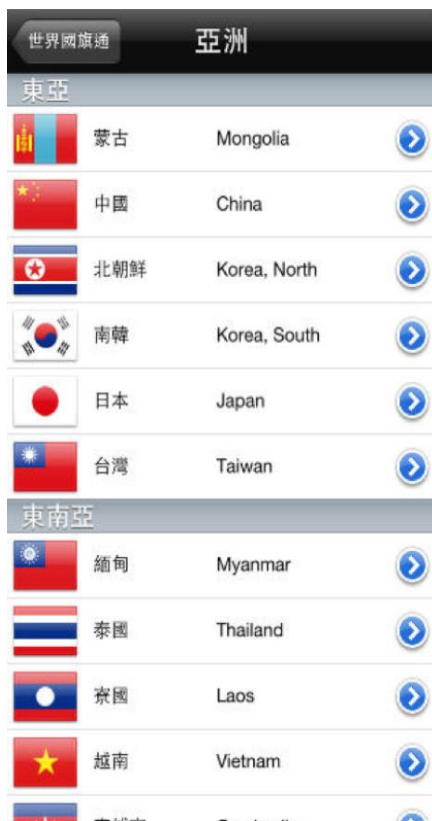 世界國旗通
亞洲
東亞
蒙古 Mongolia
中國 China
北朝鮮 Korea, North
南韓 Korea, South
日本 Japan
台灣 Taiwan
東南亞
緬甸 Myanmar
泰國 Thailand
寮國 Laos
越南 Vietnam